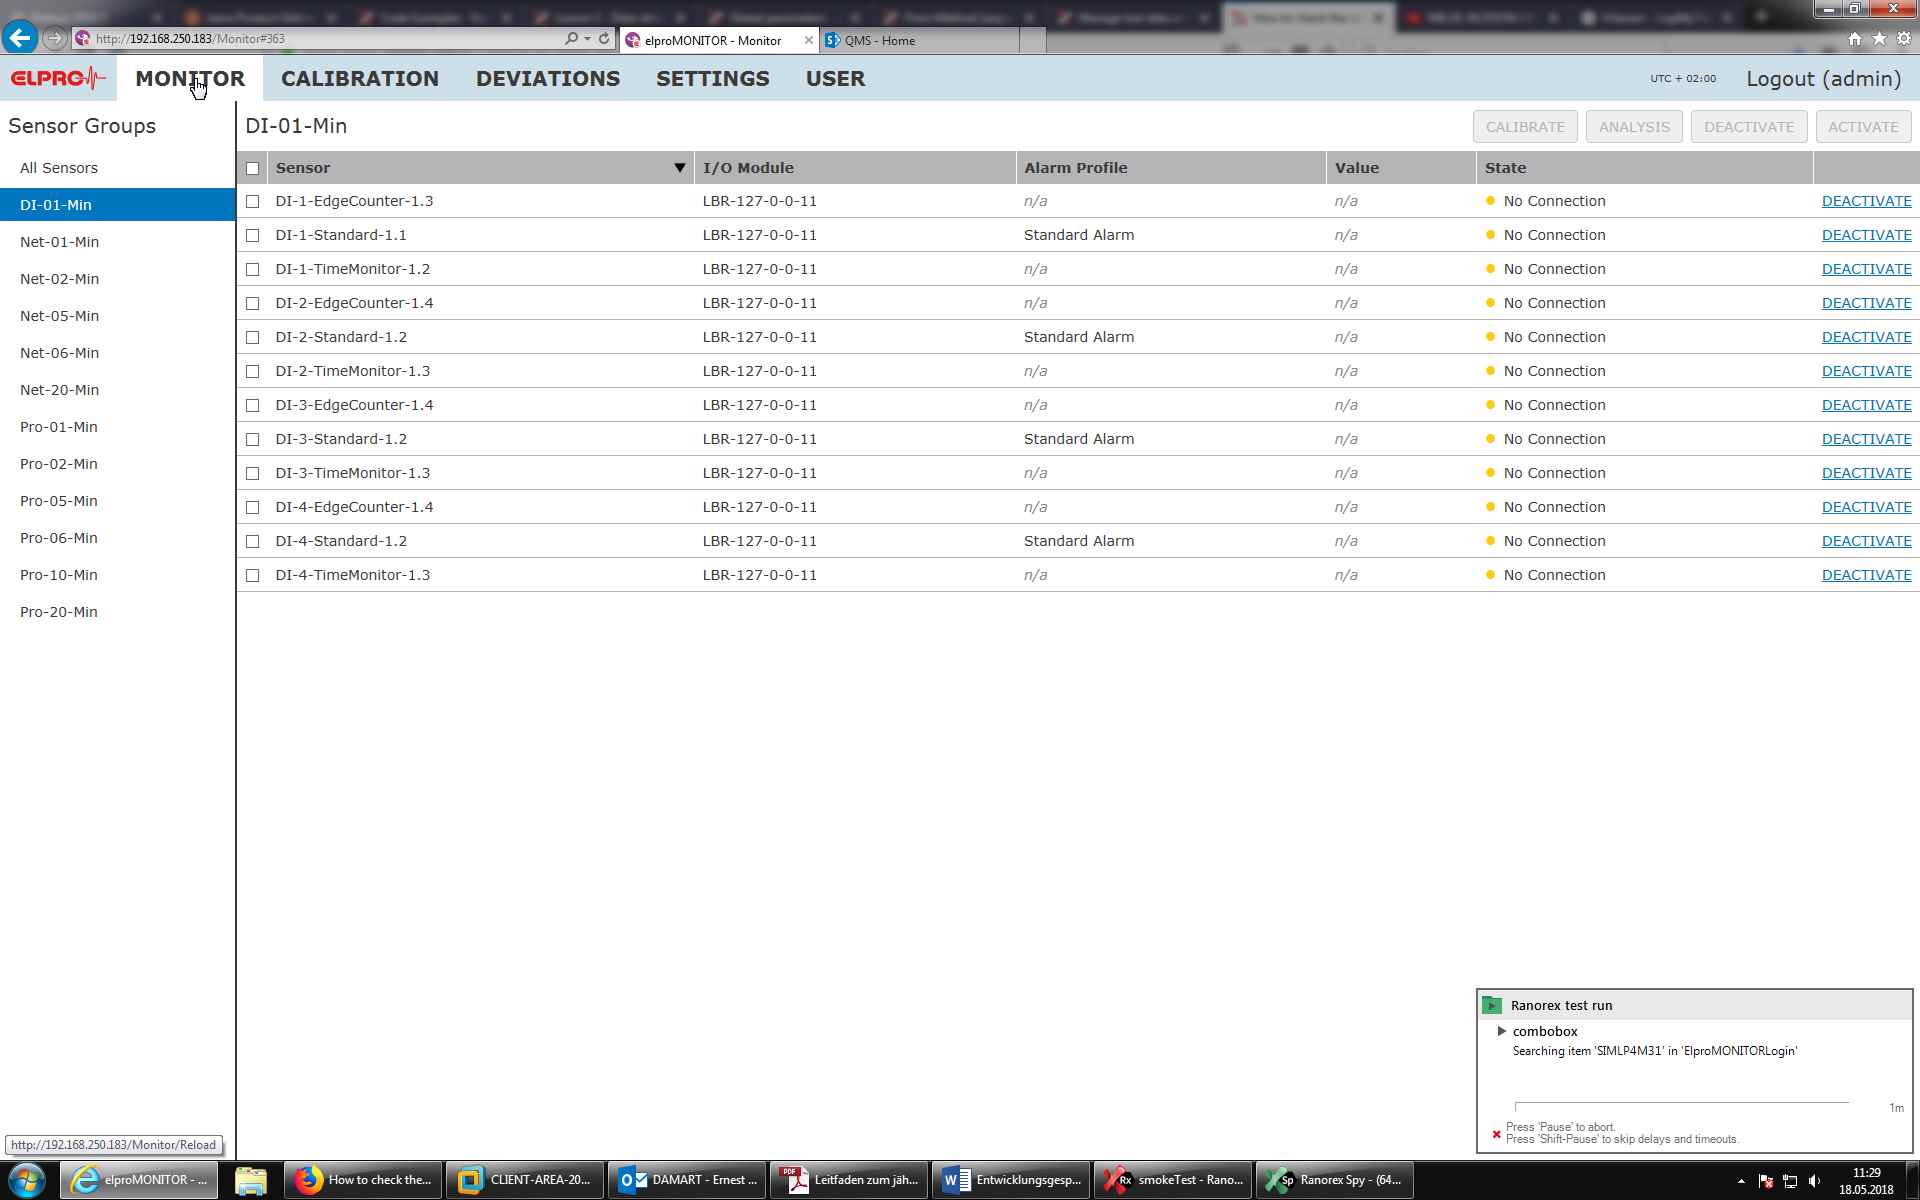 http://192.168.250.183/Monitor#363
elproMONITOR - Monitor
QMS - Home
ELPRO
MONITOR CALIBRATION DEVIATIONS SETTINGS USER
UTC + 02:00
Logout (admin)
Sensor Groups
All Sensors
DI-01-Min
Net-01-Min
Net-02-Min
Net-05-Min
Net-06-Min
Net-20-Min
Pro-01-Min
Pro-02-Min
Pro-05-Min
Pro-06-Min
Pro-10-Min
Pro-20-Min
DI-01-Min
CALIBRATE ANALYSIS DEACTIVATE ACTIVATE
Sensor I/O Module Alarm Profile Value State
DI-1-EdgeCounter-1.3 LBR-127-0-0-11 n/a n/a No Connection DEACTIVATE
DI-1-Standard-1.1 LBR-127-0-0-11 Standard Alarm n/a No Connection DEACTIVATE
DI-1-TimeMonitor-1.2 LBR-127-0-0-11 n/a n/a No Connection DEACTIVATE
DI-2-EdgeCounter-1.4 LBR-127-0-0-11 n/a n/a No Connection DEACTIVATE
DI-2-Standard-1.2 LBR-127-0-0-11 Standard Alarm n/a No Connection DEACTIVATE
DI-2-TimeMonitor-1.3 LBR-127-0-0-11 n/a n/a No Connection DEACTIVATE
DI-3-EdgeCounter-1.4 LBR-127-0-0-11 n/a n/a No Connection DEACTIVATE
DI-3-Standard-1.2 LBR-127-0-0-11 Standard Alarm n/a No Connection DEACTIVATE
DI-3-TimeMonitor-1.3 LBR-127-0-0-11 n/a n/a No Connection DEACTIVATE
DI-4-EdgeCounter-1.4 LBR-127-0-0-11 n/a n/a No Connection DEACTIVATE
DI-4-Standard-1.2 LBR-127-0-0-11 Standard Alarm n/a No Connection DEACTIVATE
DI-4-TimeMonitor-1.3 LBR-127-0-0-11 n/a n/a No Connection DEACTIVATE
Ranorex test run
combobox
Searching item 'SIMLP4M31' in 'ElproMONITORLogin'
1m
Press 'Pause' to abort.
Press 'Shift-Pause' to skip delays and timeouts.
http://192.168.250.183/Monitor/Reload
elproMONITOR - ...
How to check the...
CLIENT-AREA-20...
DAMART - Ernest ...
PDF
Leitfaden zum jäh...
Entwicklungsgesp...
Rx
smokeTest - Rano...
Sp
Ranorex Spy - (64...
11:29
18.05.2018